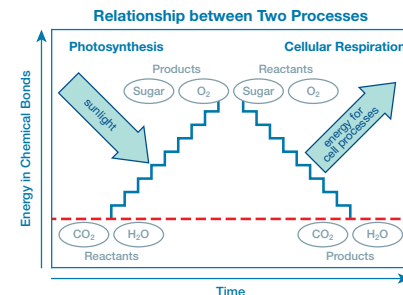 Relationship between Two Processes
Photosynthesis
Cellular Respiration
Products
Reactants
Sugar
O₂
Sugar
O₂
sunlight
energy for
cell processes
Energy in Chemical Bonds
CO₂
H₂O
CO₂
H₂O
Reactants
Products
Time